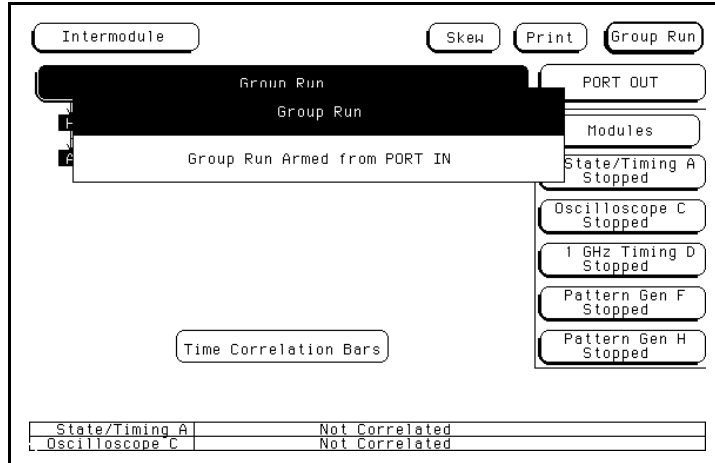 Intermodule
Skew
Print
Group Run
Group Run
PORT OUT
Group Run
Modules
Group Run Armed from PORT IN
State/Timing A
Stopped
Oscilloscope C
Stopped
1 GHz Timing D
Stopped
Pattern Gen F
Stopped
Pattern Gen H
Stopped
Time Correlation Bars
State/Timing A Not Correlated
Oscilloscope C Not Correlated